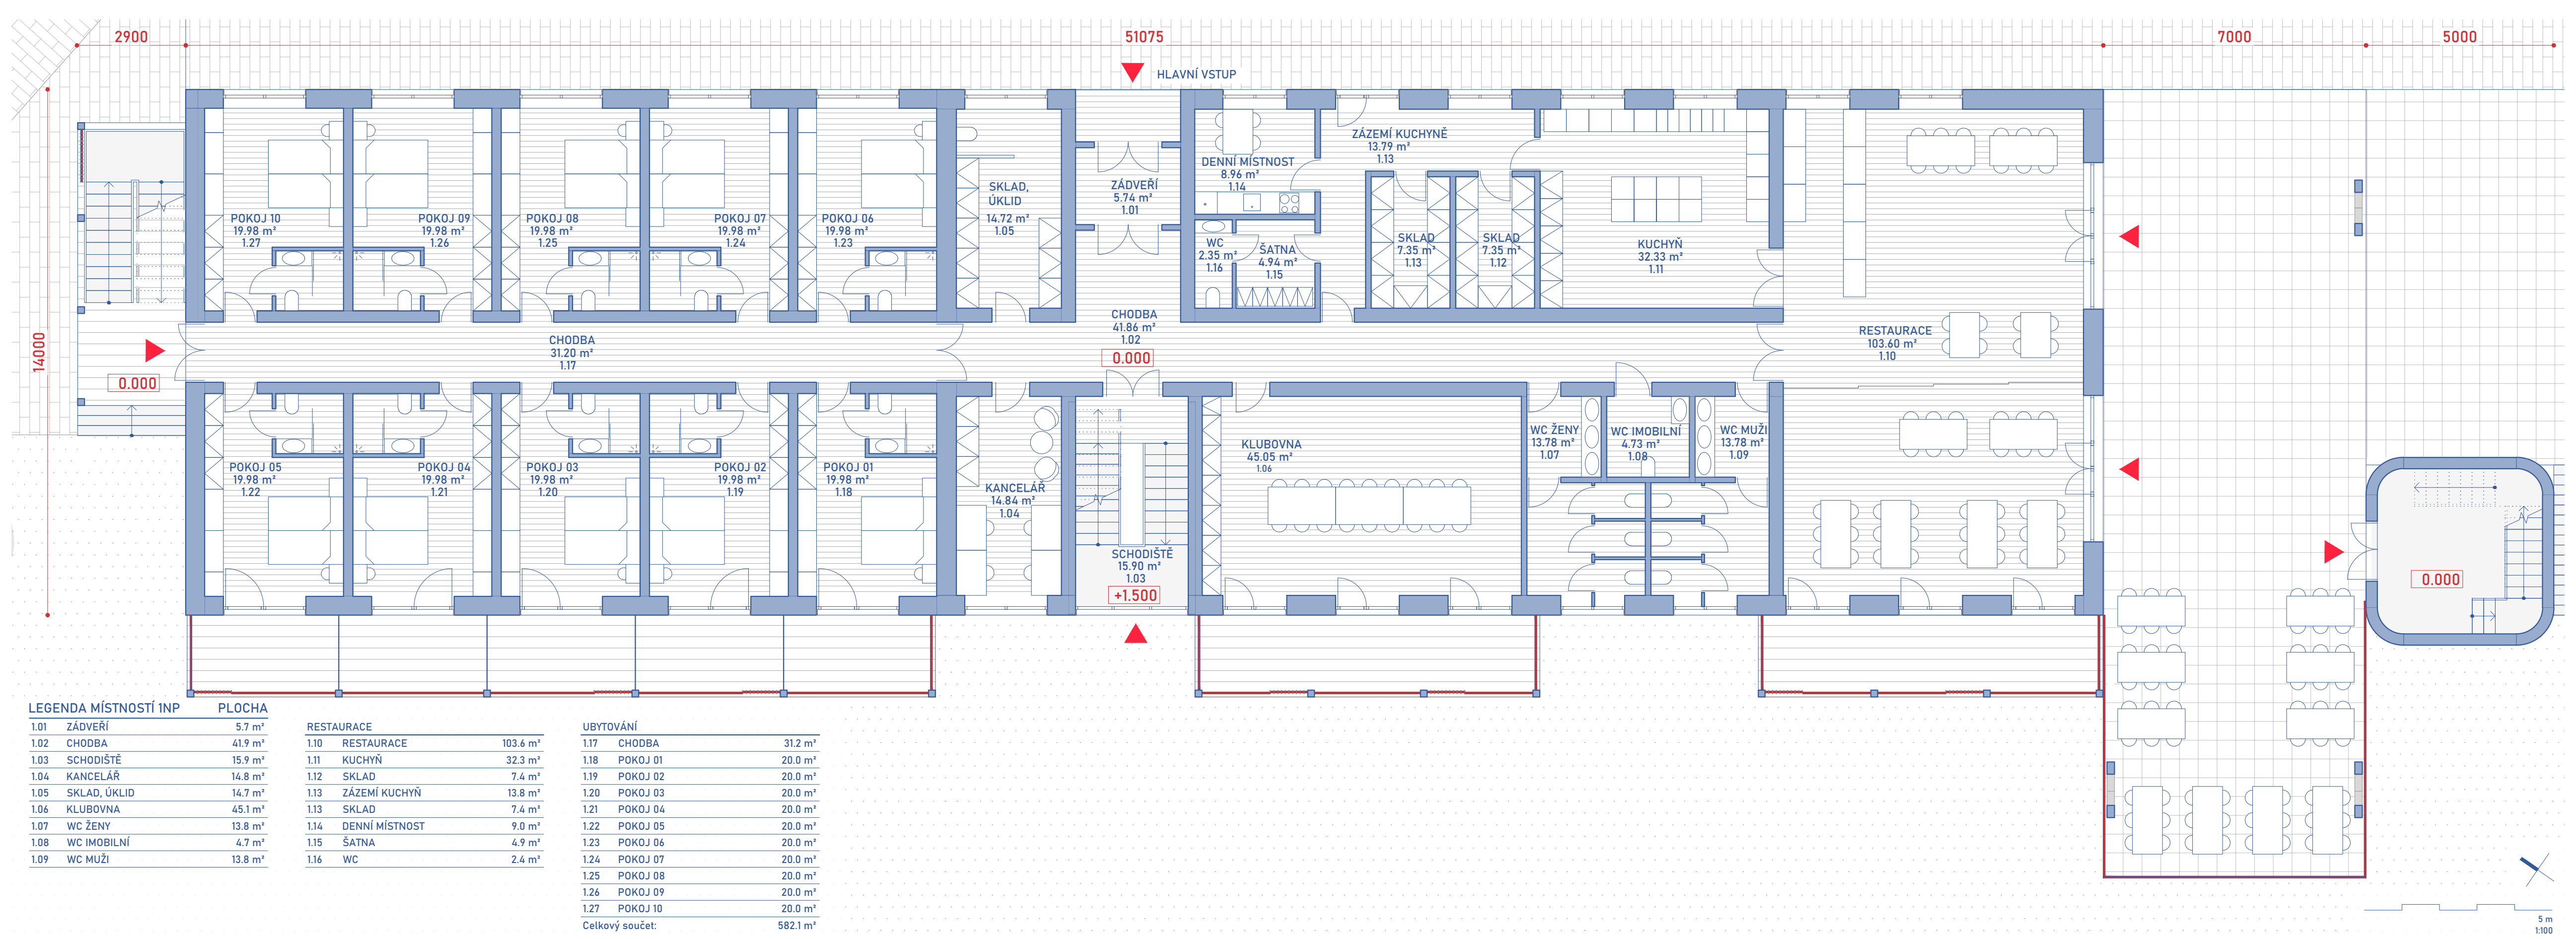 2900
51075
7000
5000
HLAVNÍ VSTUP
14000
POKOJ 10
19.98 m²
1.27
POKOJ 09
19.98 m²
1.26
POKOJ 08
19.98 m²
1.25
POKOJ 07
19.98 m²
1.24
POKOJ 06
19.98 m²
1.23
SKLAD,
ÚKLID
14.72 m²
1.05
ZÁDVEŘÍ
5.74 m²
1.01
DENNÍ MÍSTNOST
8.96 m²
1.14
ZÁZEMÍ KUCHYNĚ
13.79 m²
1.13
WC
2.35 m²
1.16
ŠATNA
4.94 m²
1.15
SKLAD
7.35 m²
1.13
SKLAD
7.35 m²
1.12
KUCHYŇ
32.33 m²
1.11
CHODBA
31.20 m²
1.17
0.000
CHODBA
41.86 m²
1.02
0.000
RESTAURACE
103.60 m²
1.10
POKOJ 05
19.98 m²
1.22
POKOJ 04
19.98 m²
1.21
POKOJ 03
19.98 m²
1.20
POKOJ 02
19.98 m²
1.19
POKOJ 01
19.98 m²
1.18
KANCELÁŘ
14.84 m²
1.04
SCHODIŠTĚ
15.90 m²
1.03
+1.500
KLUBOVNA
45.05 m²
1.06
WC ŽENY
13.78 m²
1.07
WC IMOBILNÍ
4.73 m²
1.08
WC MUŽI
13.78 m²
1.09
0.000
LEGENDA MÍSTNOSTÍ 1NP PLOCHA
1.01 ZÁDVEŘÍ 5.7 m²
1.02 CHODBA 41.9 m²
1.03 SCHODIŠTĚ 15.9 m²
1.04 KANCELÁŘ 14.8 m²
1.05 SKLAD, ÚKLID 14.7 m²
1.06 KLUBOVNA 45.1 m²
1.07 WC ŽENY 13.8 m²
1.08 WC IMOBILNÍ 4.7 m²
1.09 WC MUŽI 13.8 m²
RESTAURACE
1.10 RESTAURACE 103.6 m²
1.11 KUCHYŇ 32.3 m²
1.12 SKLAD 7.4 m²
1.13 ZÁZEMÍ KUCHYŇ 13.8 m²
1.13 SKLAD 7.4 m²
1.14 DENNÍ MÍSTNOST 9.0 m²
1.15 ŠATNA 4.9 m²
1.16 WC 2.4 m²
UBYTOVÁNÍ
1.17 CHODBA 31.2 m²
1.18 POKOJ 01 20.0 m²
1.19 POKOJ 02 20.0 m²
1.20 POKOJ 03 20.0 m²
1.21 POKOJ 04 20.0 m²
1.22 POKOJ 05 20.0 m²
1.23 POKOJ 06 20.0 m²
1.24 POKOJ 07 20.0 m²
1.25 POKOJ 08 20.0 m²
1.26 POKOJ 09 20.0 m²
1.27 POKOJ 10 20.0 m²
Celkový součet: 582.1 m²
5 m
1:100